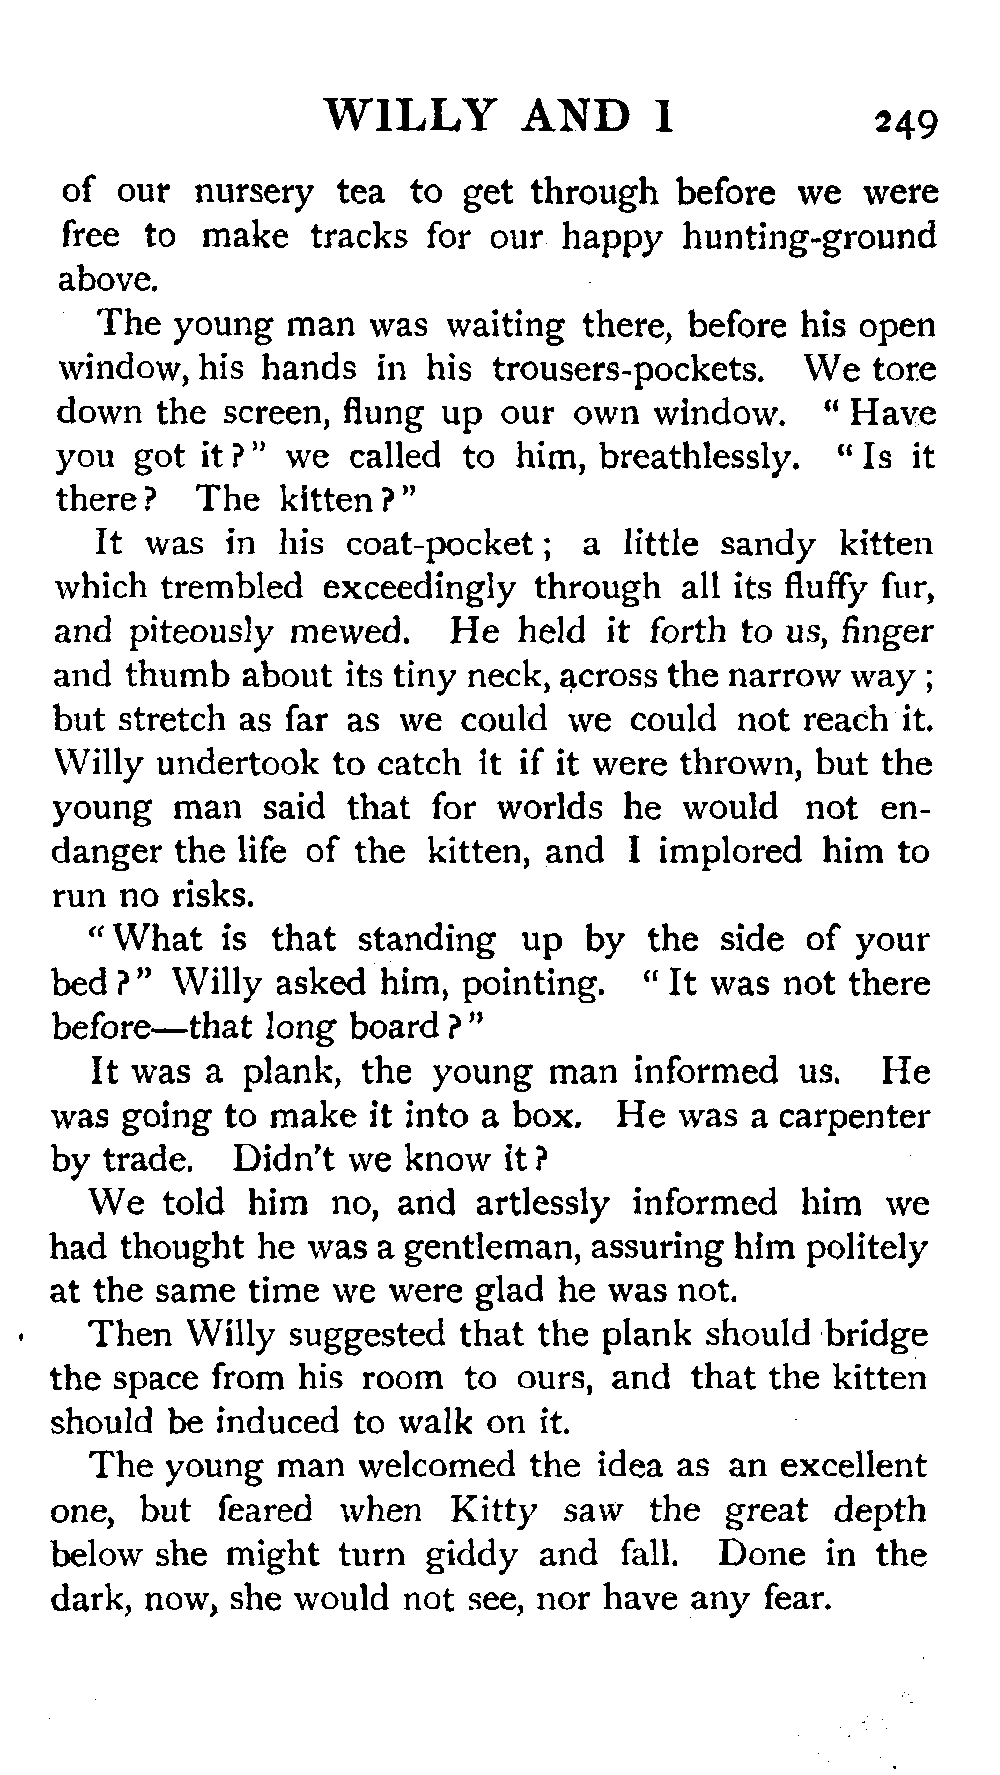 WILLY AND I 249
of our nursery tea to get through before we were
free to make tracks for our happy hunting-ground
above.
The young man was waiting there, before his open
window, his hands in his trousers-pockets. We tore
down the screen, flung up our own window. "Have
you got it?" we called to him, breathlessly. "Is it
there? The kitten?"
It was in his coat-pocket; a little sandy kitten
which trembled exceedingly through all its fluffy fur,
and piteously mewed. He held it forth to us, finger
and thumb about its tiny neck, across the narrow way;
but stretch as far as we could we could not reach it.
Willy undertook to catch it if it were thrown, but the
young man said that for worlds he would not en-
danger the life of the kitten, and I implored him to
run no risks.
"What is that standing up by the side of your
bed?" Willy asked him, pointing. "It was not there
before—that long board?"
It was a plank, the young man informed us. He
was going to make it into a box. He was a carpenter
by trade. Didn't we know it?
We told him no, and artlessly informed him we
had thought he was a gentleman, assuring him politely
at the same time we were glad he was not.
Then Willy suggested that the plank should bridge
the space from his room to ours, and that the kitten
should be induced to walk on it.
The young man welcomed the idea as an excellent
one, but feared when Kitty saw the great depth
below she might turn giddy and fall. Done in the
dark, now, she would not see, nor have any fear.